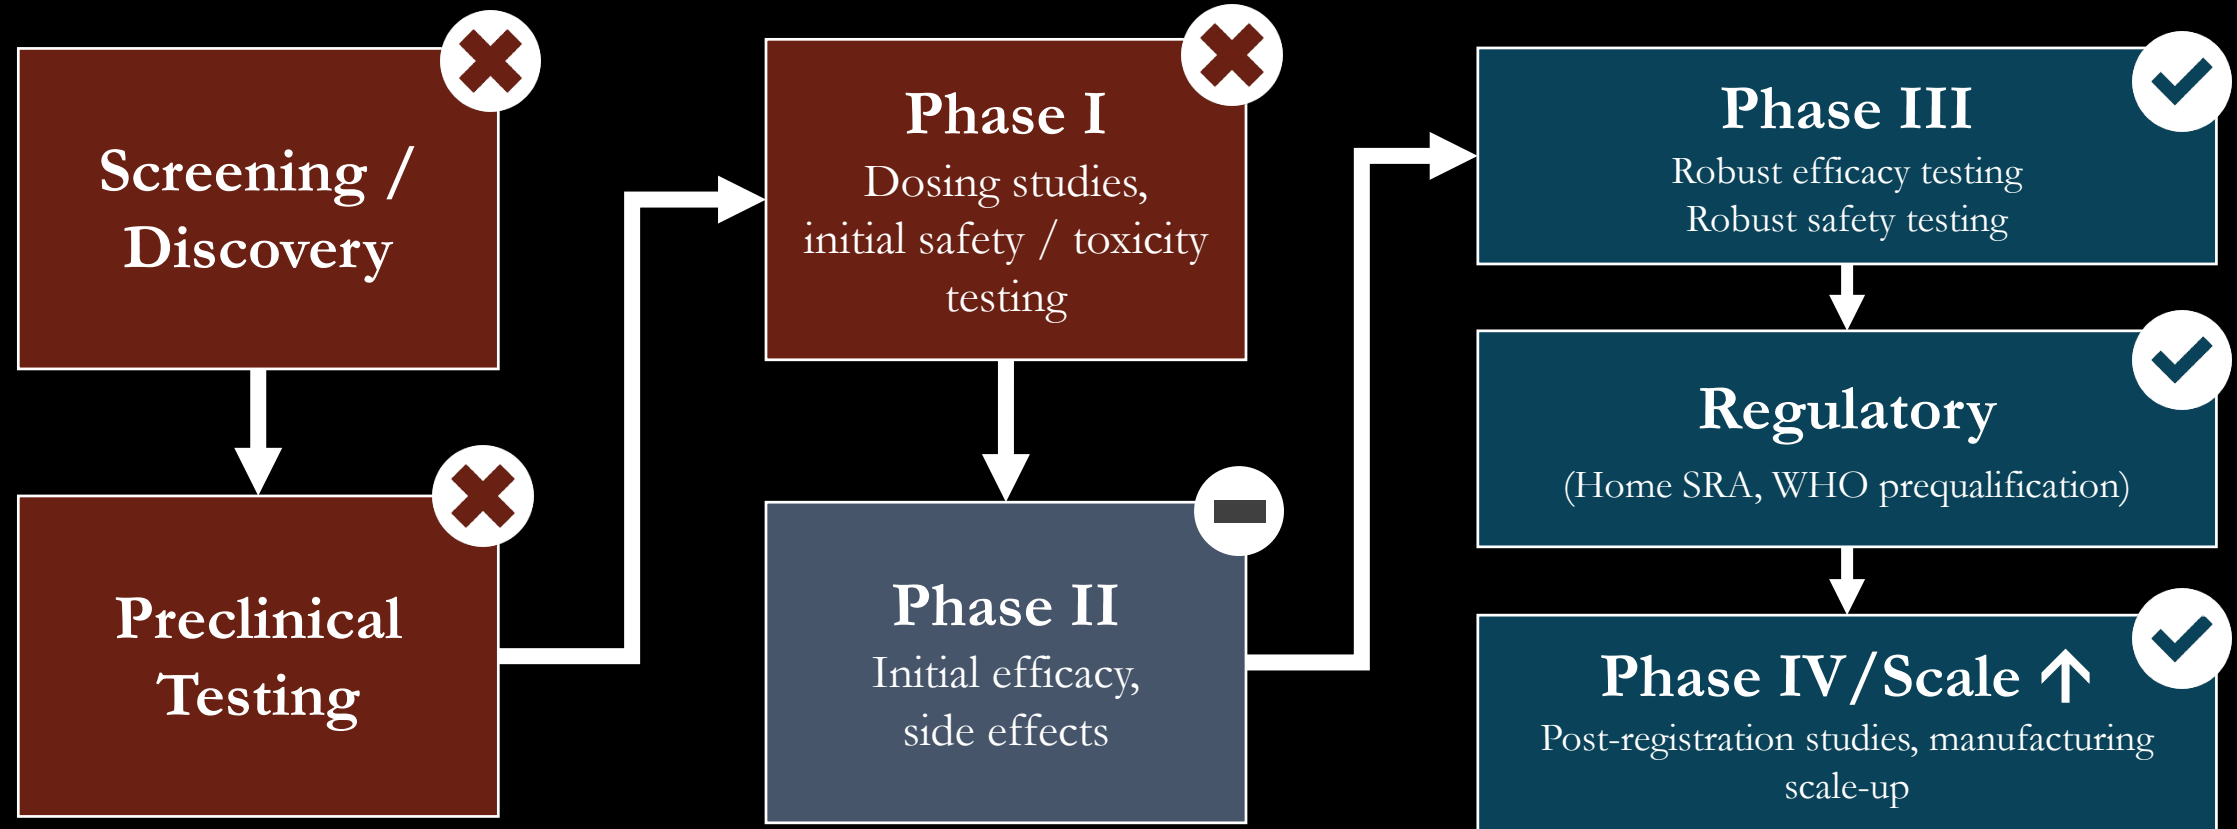 Screening /
Discovery
Preclinical
Testing
Phase I
Dosing studies,
initial safety / toxicity
testing
Phase II
Initial efficacy,
side effects
Phase III
Robust efficacy testing
Robust safety testing
Regulatory
(Home SRA, WHO prequalification)
Phase IV/Scale ↑
Post-registration studies, manufacturing
scale-up